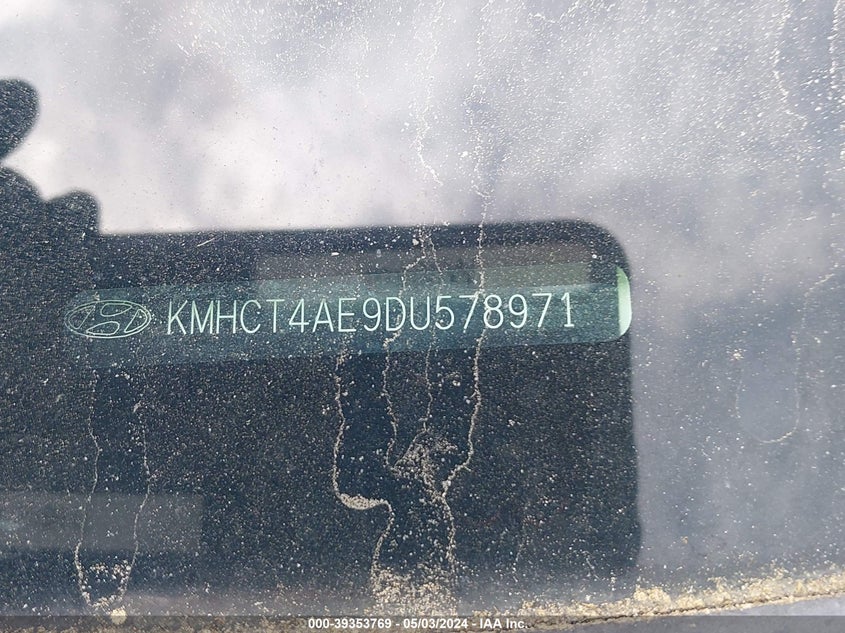 KMHCT4AE9DU578971
000-39353769 - 05/03/2024 - IAA Inc.